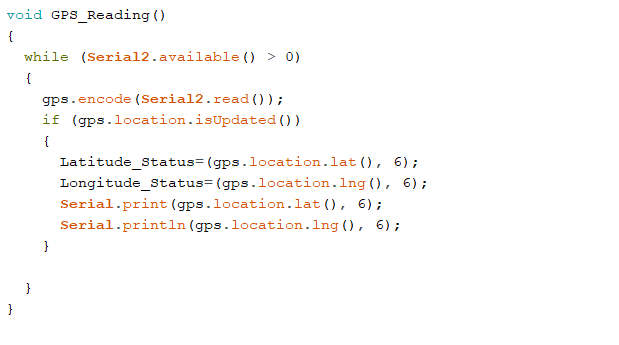 void GPS_Reading()
{
  while (Serial2.available() > 0)
  {
    gps.encode(Serial2.read());
    if (gps.location.isUpdated())
    {
      Latitude_Status=(gps.location.lat(), 6);
      Longitude_Status=(gps.location.lng(), 6);
      Serial.print(gps.location.lat(), 6);
      Serial.println(gps.location.lng(), 6);
    }

  }
}